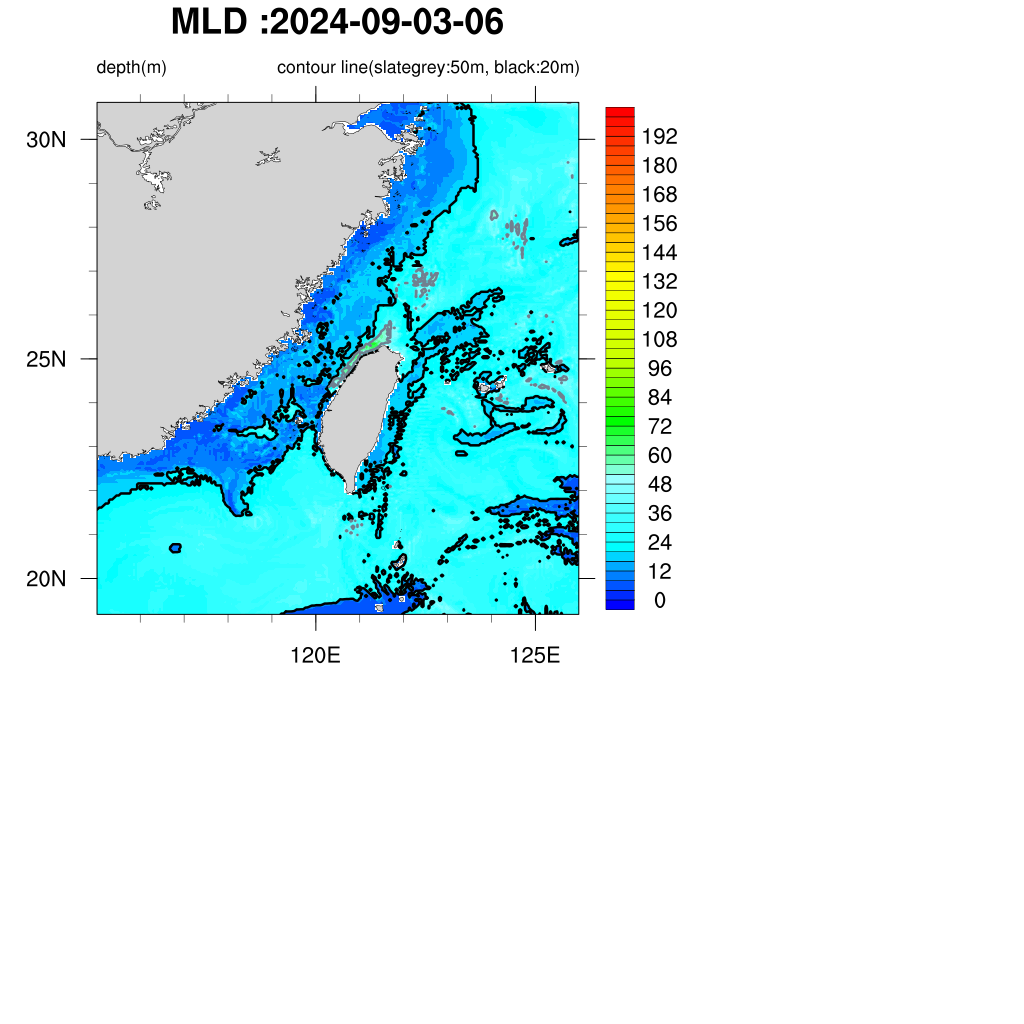 MLD :2024-09-03-06
depth(m)
contour line(slategrey:50m, black:20m)
30N
25N
20N
120E
125E
192
180
168
156
144
132
120
108
96
84
72
60
48
36
24
12
0